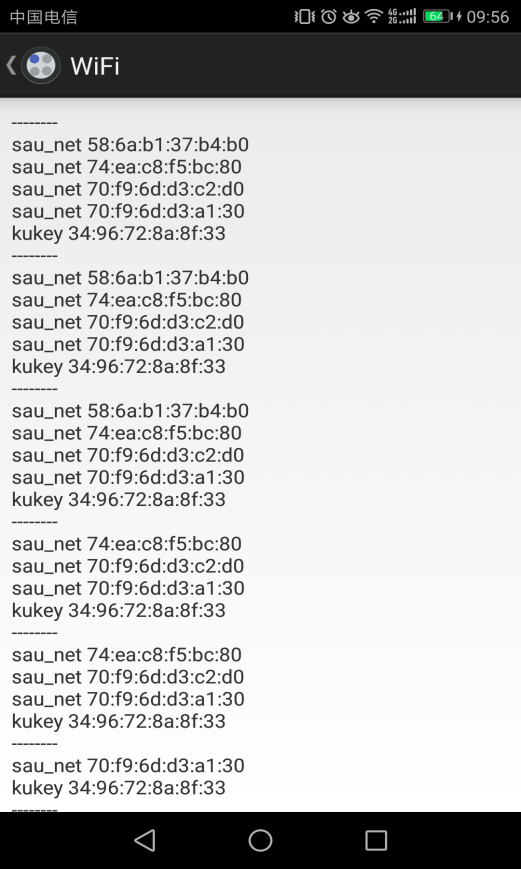 中国电信
4G
2G
64
09:56
WiFi
--------
sau_net 58:6a:b1:37:b4:b0
sau_net 74:ea:c8:f5:bc:80
sau_net 70:f9:6d:d3:c2:d0
sau_net 70:f9:6d:d3:a1:30
kukey 34:96:72:8a:8f:33
--------
sau_net 58:6a:b1:37:b4:b0
sau_net 74:ea:c8:f5:bc:80
sau_net 70:f9:6d:d3:c2:d0
sau_net 70:f9:6d:d3:a1:30
kukey 34:96:72:8a:8f:33
--------
sau_net 58:6a:b1:37:b4:b0
sau_net 74:ea:c8:f5:bc:80
sau_net 70:f9:6d:d3:c2:d0
sau_net 70:f9:6d:d3:a1:30
kukey 34:96:72:8a:8f:33
--------
sau_net 74:ea:c8:f5:bc:80
sau_net 70:f9:6d:d3:c2:d0
sau_net 70:f9:6d:d3:a1:30
kukey 34:96:72:8a:8f:33
--------
sau_net 74:ea:c8:f5:bc:80
sau_net 70:f9:6d:d3:c2:d0
sau_net 70:f9:6d:d3:a1:30
kukey 34:96:72:8a:8f:33
--------
sau_net 70:f9:6d:d3:a1:30
kukey 34:96:72:8a:8f:33
--------